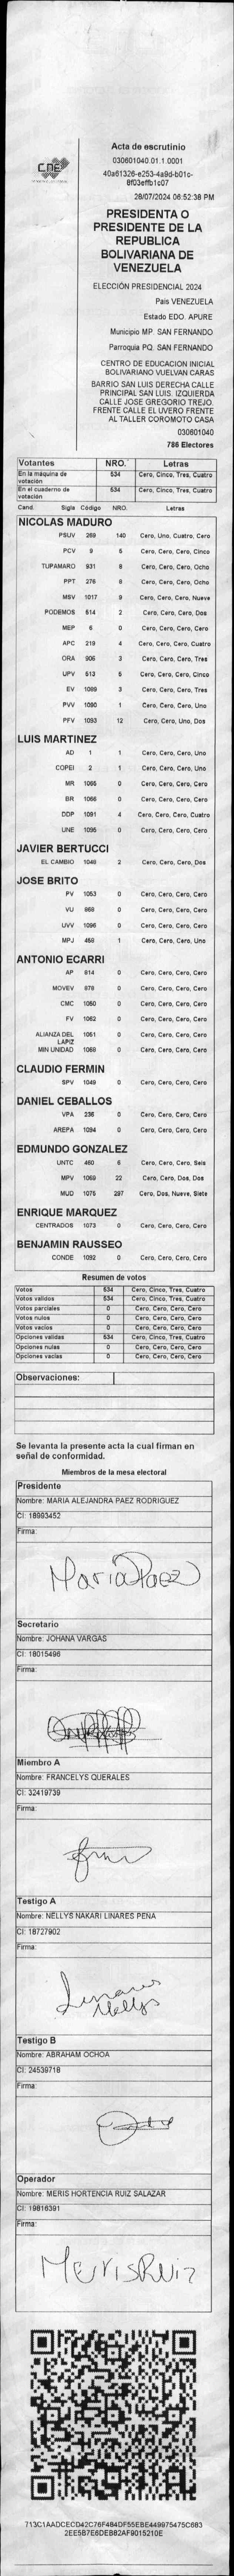 CNE
Acta de escrutinio
030601040.01.1.0001
40a61326-e253-4a9d-b01c-
8f03effb1c07
28/07/2024 06:52:38 PM
PRESIDENTA O
PRESIDENTE DE LA
REPUBLICA
BOLIVARIANA DE
VENEZUELA
ELECCIÓN PRESIDENCIAL 2024
País VENEZUELA
Estado EDO. APURE
Municipio MP. SAN FERNANDO
Parroquia PQ. SAN FERNANDO
CENTRO DE EDUCACION INICIAL
BOLIVARIANO VUELVAN CARAS
BARRIO SAN LUIS DERECHA CALLE
PRINCIPAL SAN LUIS. IZQUIERDA
CALLE JOSE GREGORIO TREJO.
FRENTE CALLE EL UVERO FRENTE
AL TALLER COROMOTO CASA
030601040
786 Electores
Votantes NRO. Letras
En la máquina de votación 534 Cero, Cinco, Tres, Cuatro
En el cuaderno de votación 534 Cero, Cinco, Tres, Cuatro
Cand. Sigla Código NRO. Letras
NICOLAS MADURO
PSUV 269 140 Cero, Uno, Cuatro, Cero
PCV 9 5 Cero, Cero, Cero, Cinco
TUPAMARO 931 8 Cero, Cero, Cero, Ocho
PPT 276 8 Cero, Cero, Cero, Ocho
MSV 1017 9 Cero, Cero, Cero, Nueve
PODEMOS 514 2 Cero, Cero, Cero, Dos
MEP 6 0 Cero, Cero, Cero, Cero
APC 219 4 Cero, Cero, Cero, Cuatro
ORA 906 3 Cero, Cero, Cero, Tres
UPV 513 5 Cero, Cero, Cero, Cinco
EV 1089 3 Cero, Cero, Cero, Tres
PVV 1090 1 Cero, Cero, Cero, Uno
PFV 1093 12 Cero, Cero, Uno, Dos
LUIS MARTINEZ
AD 1 1 Cero, Cero, Cero, Uno
COPEI 2 1 Cero, Cero, Cero, Uno
MR 1065 0 Cero, Cero, Cero, Cero
BR 1066 0 Cero, Cero, Cero, Cero
DDP 1091 4 Cero, Cero, Cero, Cuatro
UNE 1095 0 Cero, Cero, Cero, Cero
JAVIER BERTUCCI
EL CAMBIO 1048 2 Cero, Cero, Cero, Dos
JOSE BRITO
PV 1053 0 Cero, Cero, Cero, Cero
VU 868 0 Cero, Cero, Cero, Cero
UVV 1096 0 Cero, Cero, Cero, Cero
MPJ 458 1 Cero, Cero, Cero, Uno
ANTONIO ECARRI
AP 814 0 Cero, Cero, Cero, Cero
MOVEV 878 0 Cero, Cero, Cero, Cero
CMC 1050 0 Cero, Cero, Cero, Cero
FV 1062 0 Cero, Cero, Cero, Cero
ALIANZA DEL LAPIZ 1051 0 Cero, Cero, Cero, Cero
MIN UNIDAD 1068 0 Cero, Cero, Cero, Cero
CLAUDIO FERMIN
SPV 1049 0 Cero, Cero, Cero, Cero
DANIEL CEBALLOS
VPA 236 0 Cero, Cero, Cero, Cero
AREPA 1094 0 Cero, Cero, Cero, Cero
EDMUNDO GONZALEZ
UNTC 460 6 Cero, Cero, Cero, Seis
MPV 1069 22 Cero, Cero, Dos, Dos
MUD 1075 297 Cero, Dos, Nueve, Siete
ENRIQUE MARQUEZ
CENTRADOS 1073 0 Cero, Cero, Cero, Cero
BENJAMIN RAUSSEO
CONDE 1092 0 Cero, Cero, Cero, Cero
Resumen de votos
Votos 534 Cero, Cinco, Tres, Cuatro
Votos validos 534 Cero, Cinco, Tres, Cuatro
Votos parciales 0 Cero, Cero, Cero, Cero
Votos nulos 0 Cero, Cero, Cero, Cero
Votos vacios 0 Cero, Cero, Cero, Cero
Opciones validas 534 Cero, Cinco, Tres, Cuatro
Opciones nulas 0 Cero, Cero, Cero, Cero
Opciones vacias 0 Cero, Cero, Cero, Cero
Observaciones:
Se levanta la presente acta la cual firman en
señal de conformidad.
Miembros de la mesa electoral
Presidente
Nombre: MARIA ALEJANDRA PAEZ RODRIGUEZ
CI: 18993452
Firma:
Maria Paez
Secretario
Nombre: JOHANA VARGAS
CI: 18015496
Firma:
Miembro A
Nombre: FRANCELYS QUERALES
CI: 32419739
Firma:
Testigo A
Nombre: NELLYS NAKARI LINARES PEÑA
CI: 18727902
Firma:
Linares
Nellys
Testigo B
Nombre: ABRAHAM OCHOA
CI: 24539718
Firma:
Operador
Nombre: MERIS HORTENCIA RUIZ SALAZAR
CI: 19816391
Firma:
Meris Ruiz
713C1AADCECD42C76F484DF55EBE449975475C683
2EE5B7E6DEB82AF9015210E